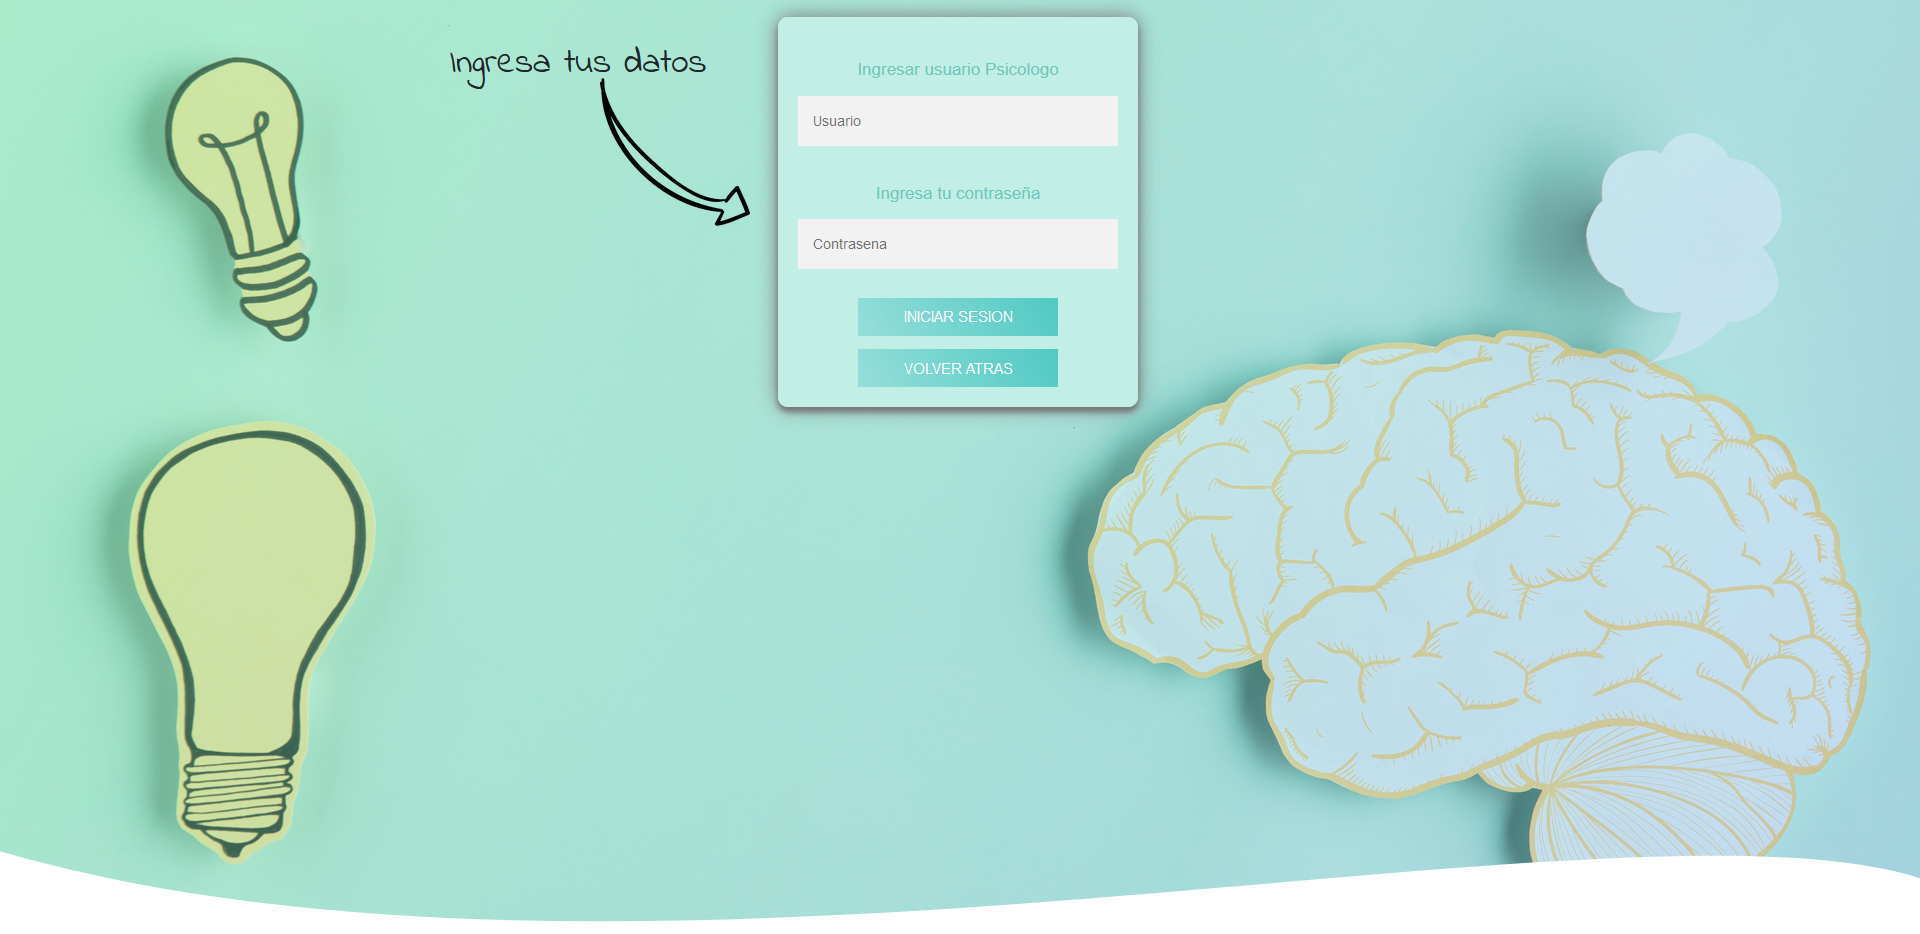 Ingresa tus datos
Ingresar usuario Psicologo
Usuario
Ingresa tu contraseña
Contrasena
INICIAR SESION
VOLVER ATRAS